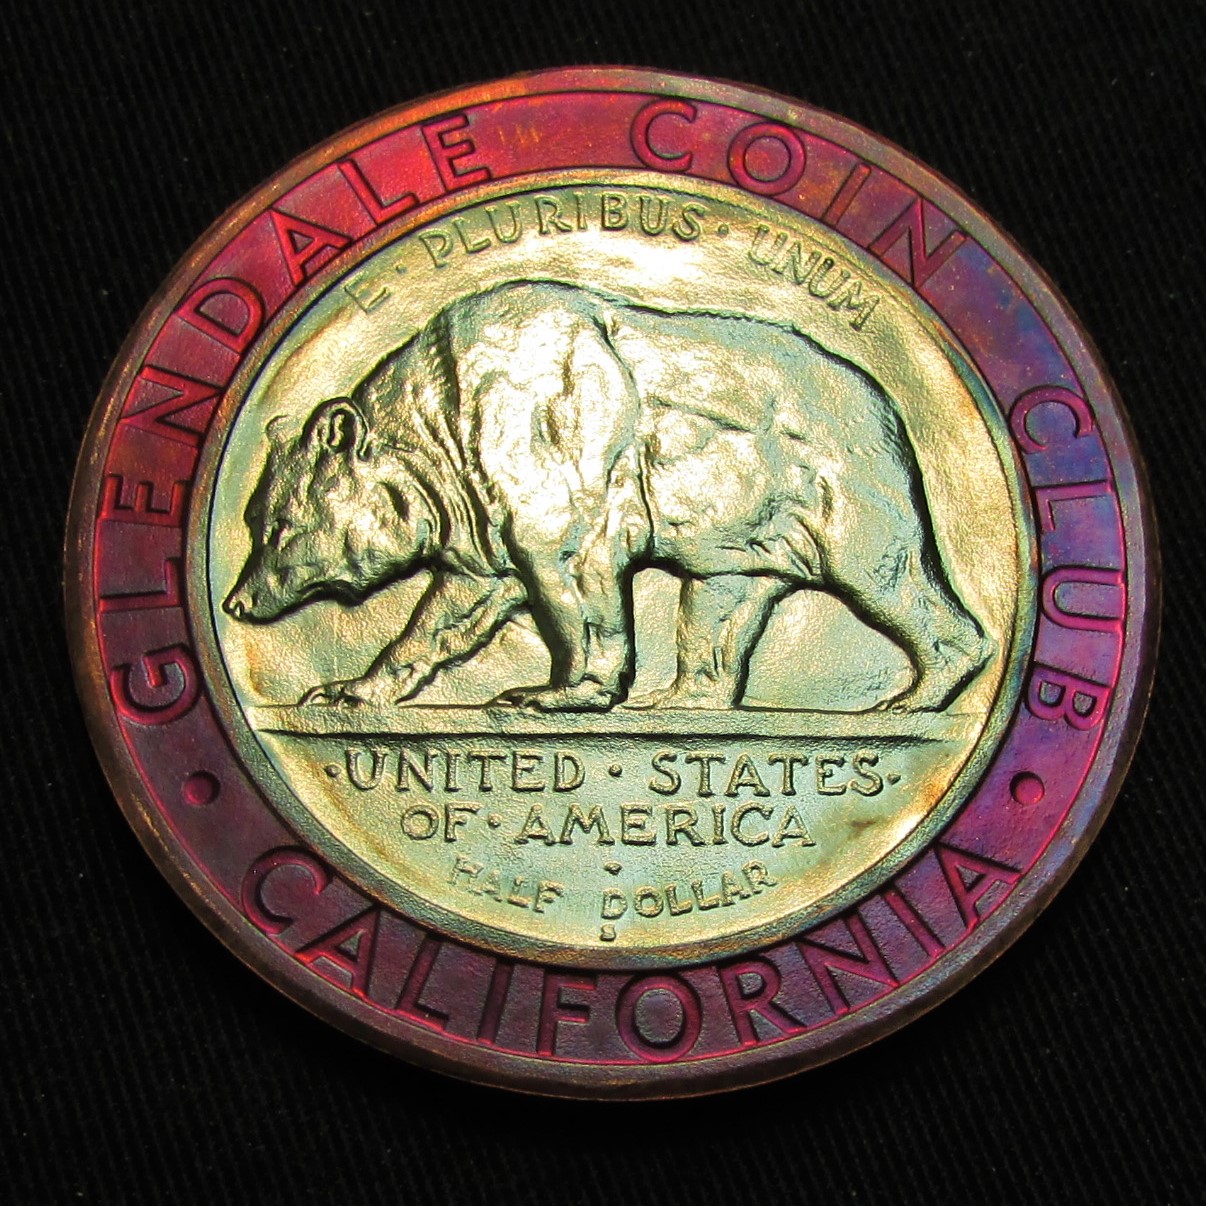 GLENDALE COIN CLUB
E · PLURIBUS · UNUM
·UNITED · STATES·
OF · AMERICA
HALF DOLLAR
S
· CALIFORNIA ·